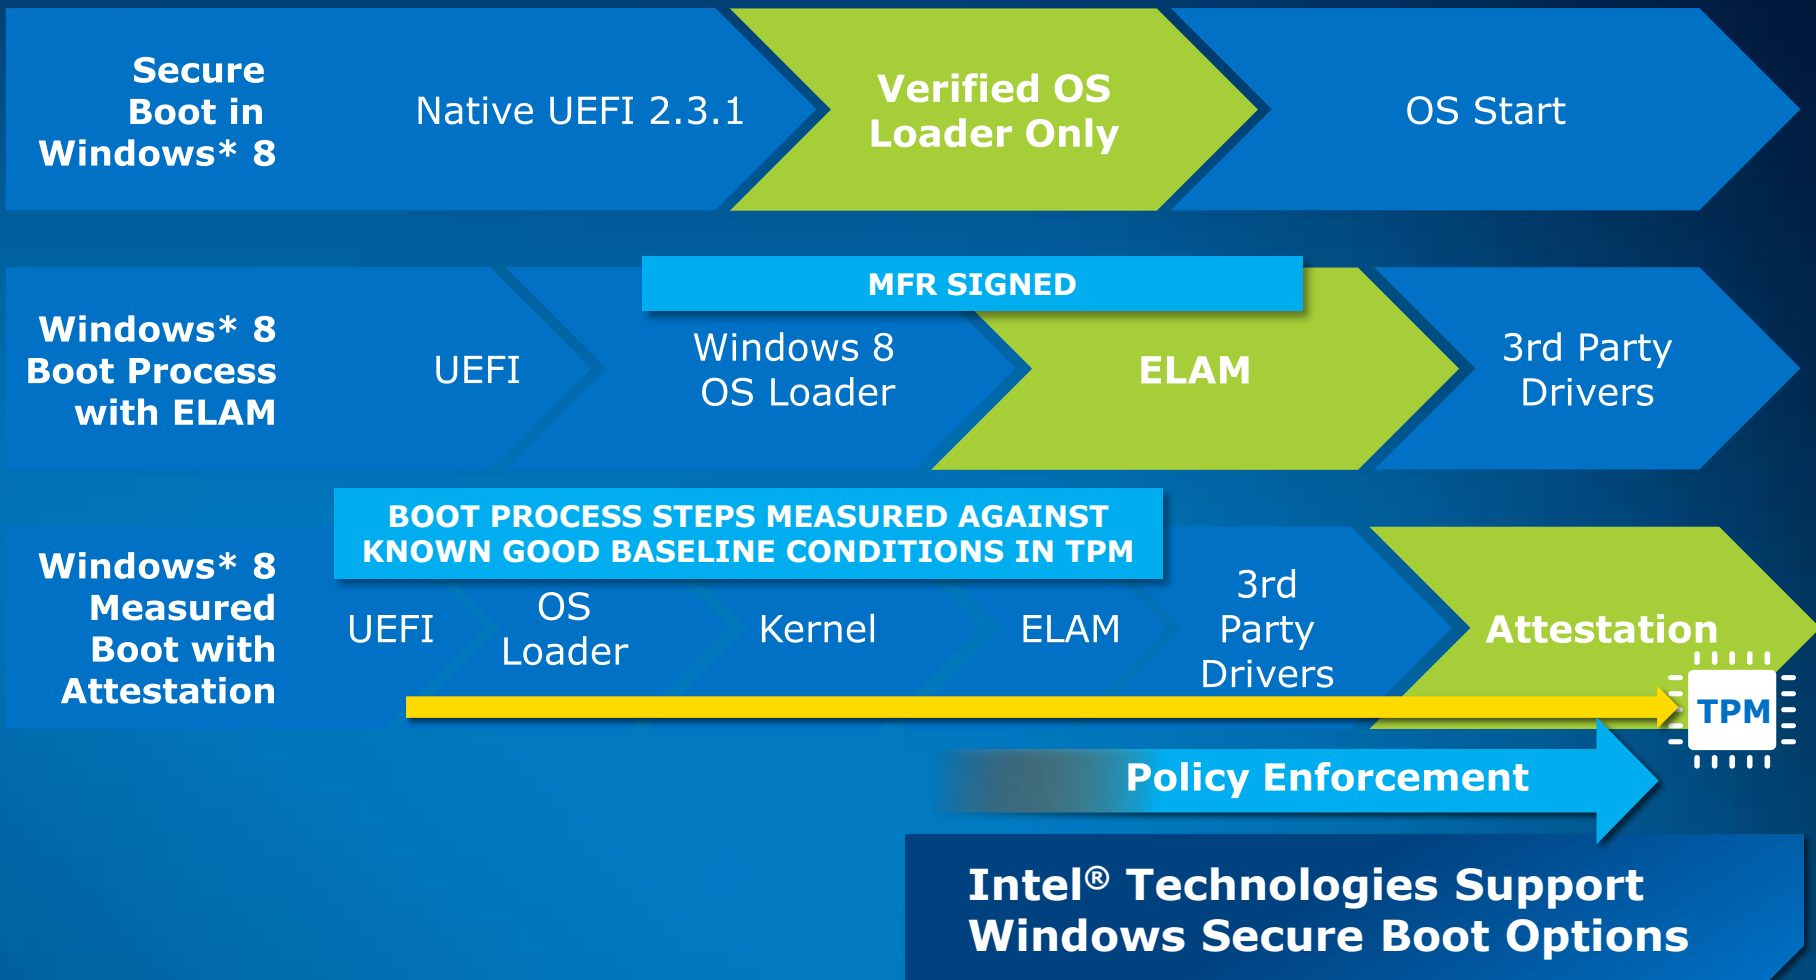 Secure
Boot in
Windows* 8
Native UEFI 2.3.1
Verified OS
Loader Only
OS Start
MFR SIGNED
Windows* 8
Boot Process
with ELAM
UEFI
Windows 8
OS Loader
ELAM
3rd Party
Drivers
BOOT PROCESS STEPS MEASURED AGAINST
KNOWN GOOD BASELINE CONDITIONS IN TPM
Windows* 8
Measured
Boot with
Attestation
UEFI
OS
Loader
Kernel
ELAM
3rd
Party
Drivers
Attestation
TPM
Policy Enforcement
Intel® Technologies Support
Windows Secure Boot Options